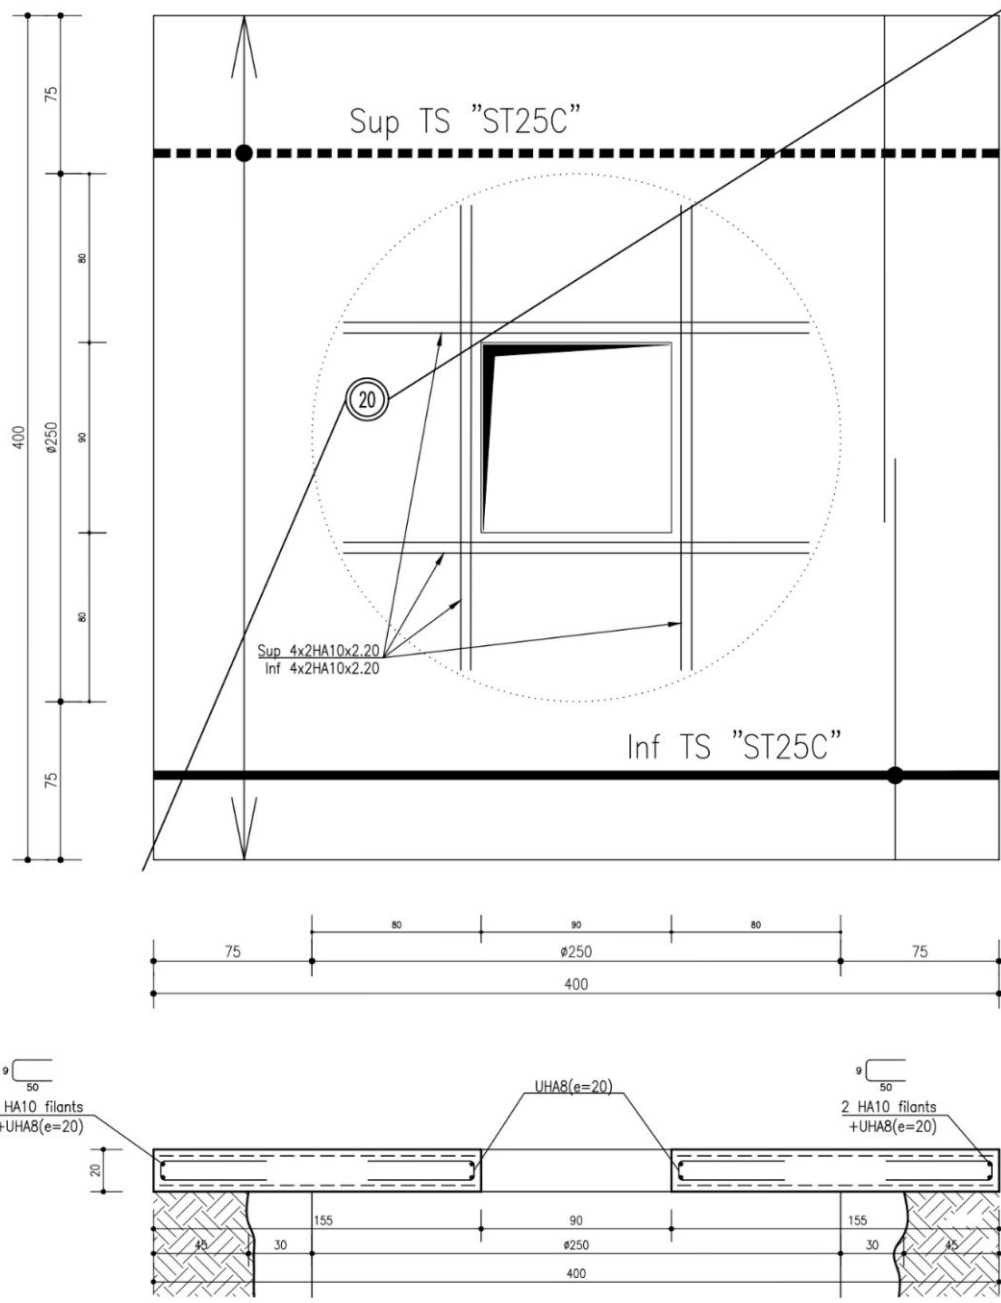 75
Sup TS "ST25C"
80
400
ø250
90
20
80
Sup 4x2HA10x2.20
Inf 4x2HA10x2.20
Inf TS "ST25C"
75
80 90 80
75 ø250 75
400
9
50
HA10 filants
+UHA8(e=20)
UHA8(e=20)
9
50
2 HA10 filants
+UHA8(e=20)
20
155 90 155
45 30 ø250 30 45
400